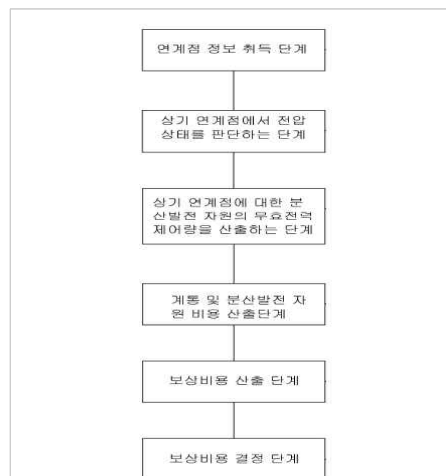 연계점 정보 취득 단계
상기 연계점에서 전압
상태를 판단하는 단계
상기 연계점에 대한 분
산발전 자원의 무효전력
제어량을 산출하는 단계
계통 및 분산발전 자
원 비용 산출단계
보상비용 산출 단계
보상비용 결정 단계